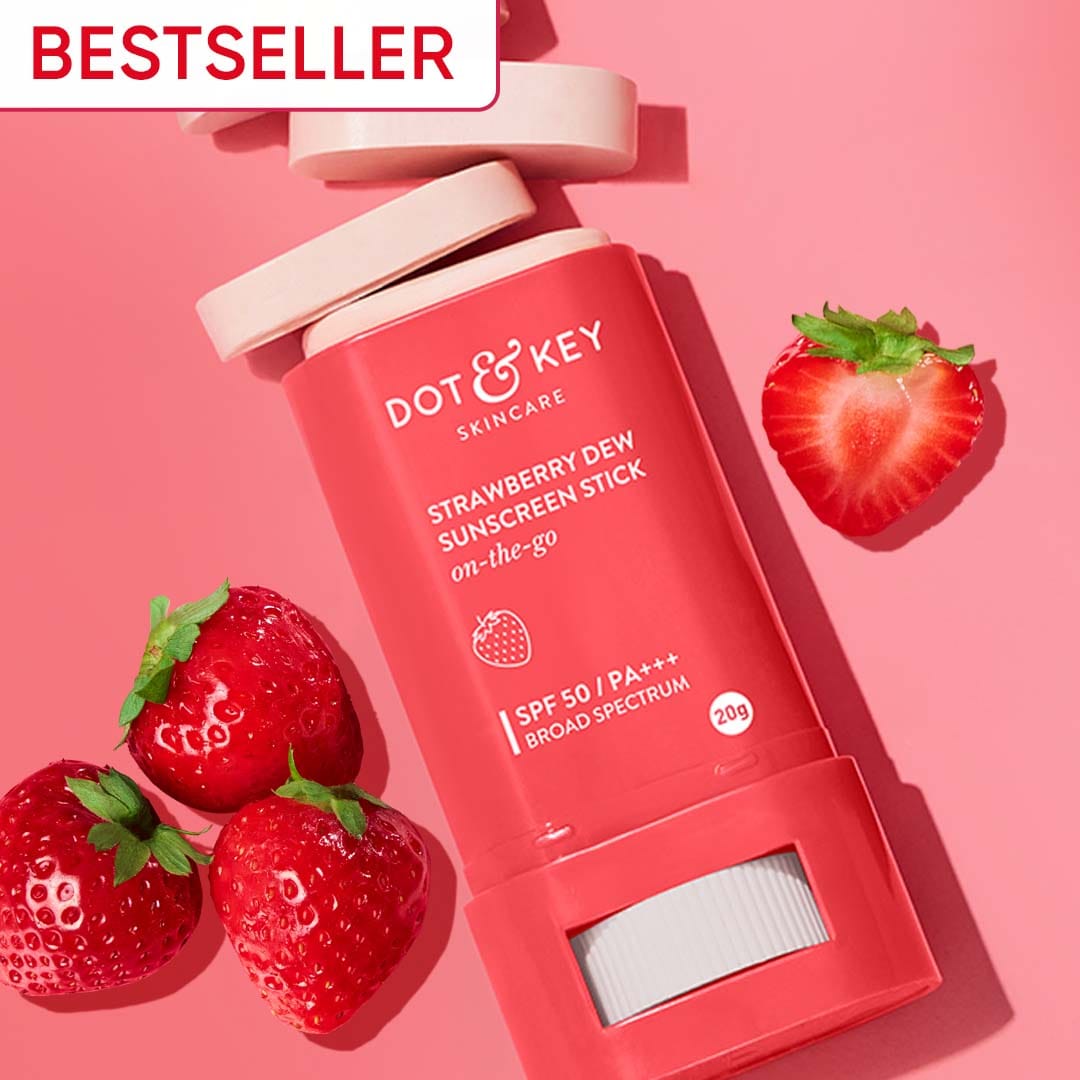 BESTSELLER
DOT & KEY
SKINCARE
STRAWBERRY DEW
SUNSCREEN STICK
on-the-go
SPF 50 / PA+++
BROAD SPECTRUM
20g